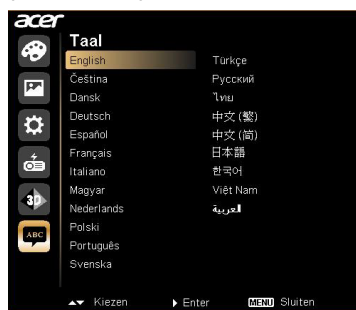 acer
Taal
English
Čeština
Dansk
Deutsch
Español
Français
Italiano
Magyar
Nederlands
Polski
Português
Svenska
Türkçe
Русский
ไทย
中文 (繁)
中文 (简)
日本語
한국어
Việt Nam
العربية
3D
ABC
Kiezen
Enter
MENU Sluiten